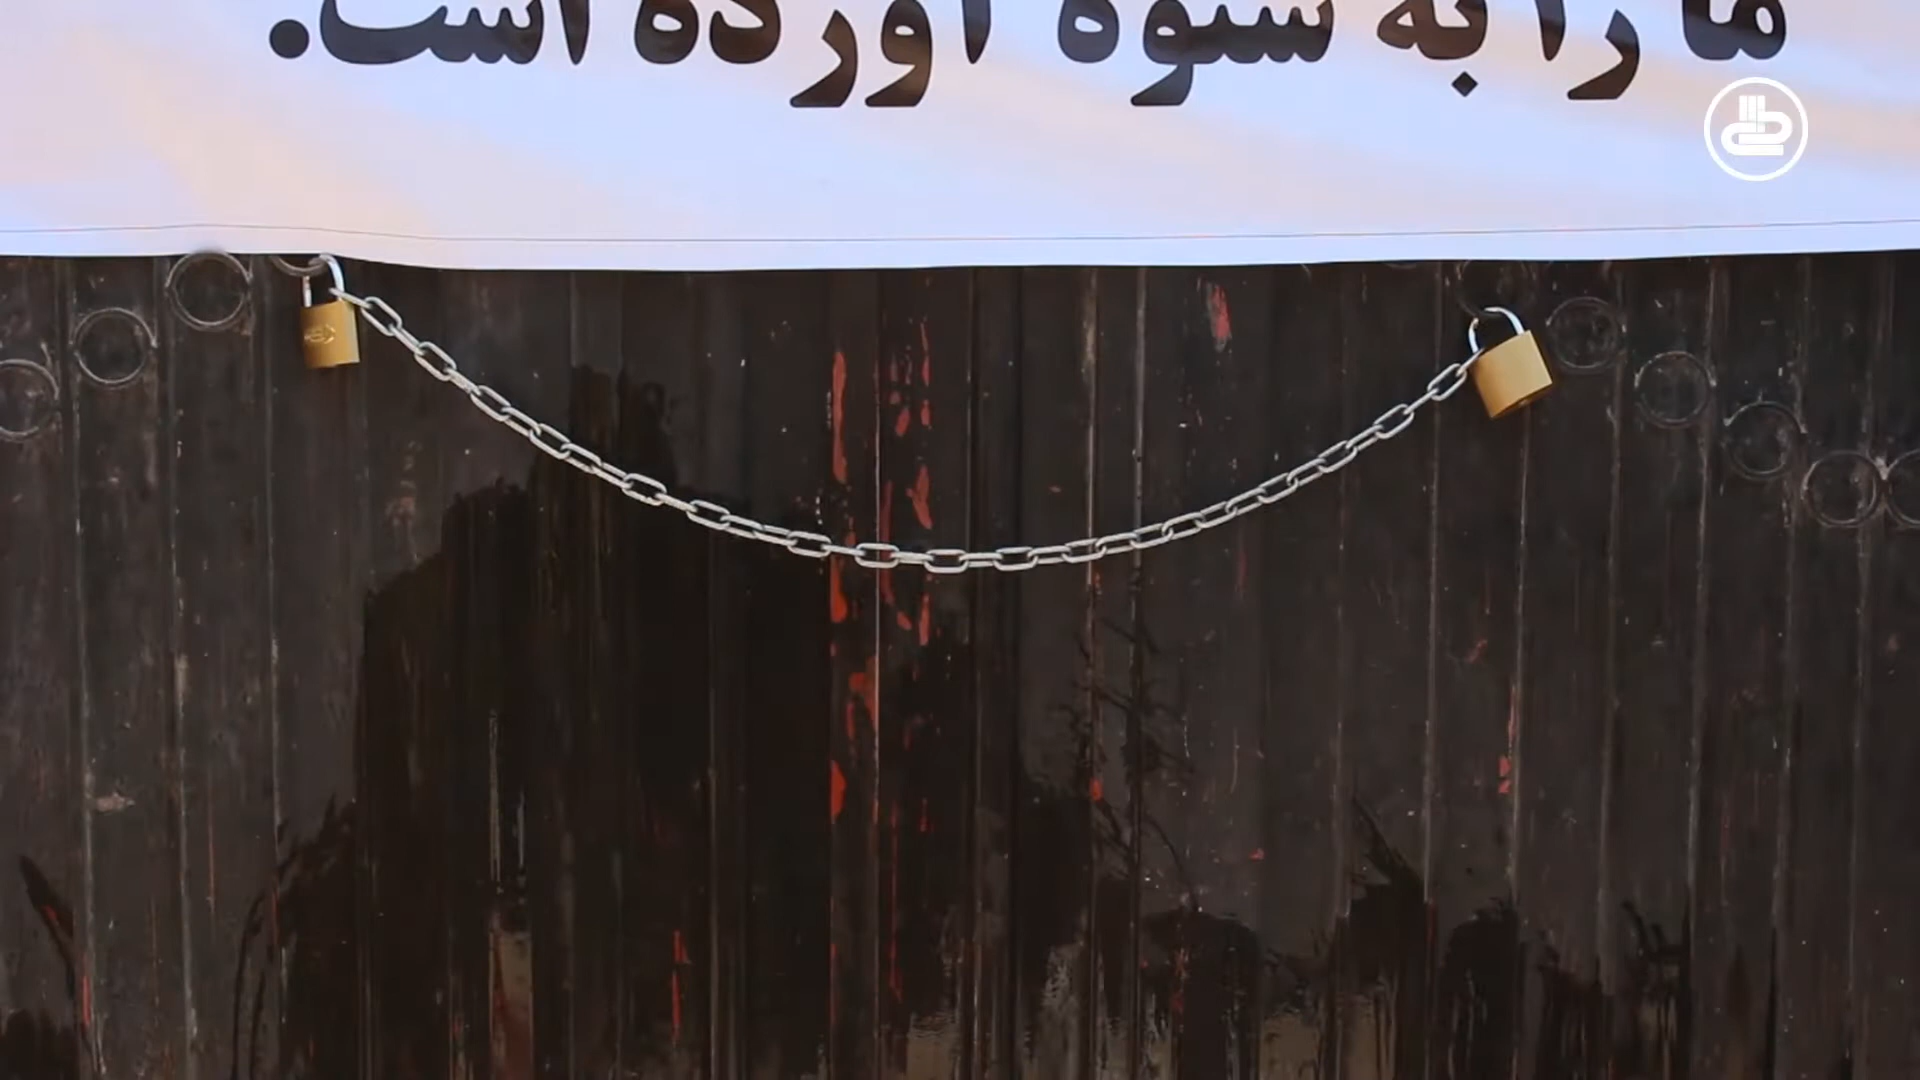 ما را به ستوه آورده است.